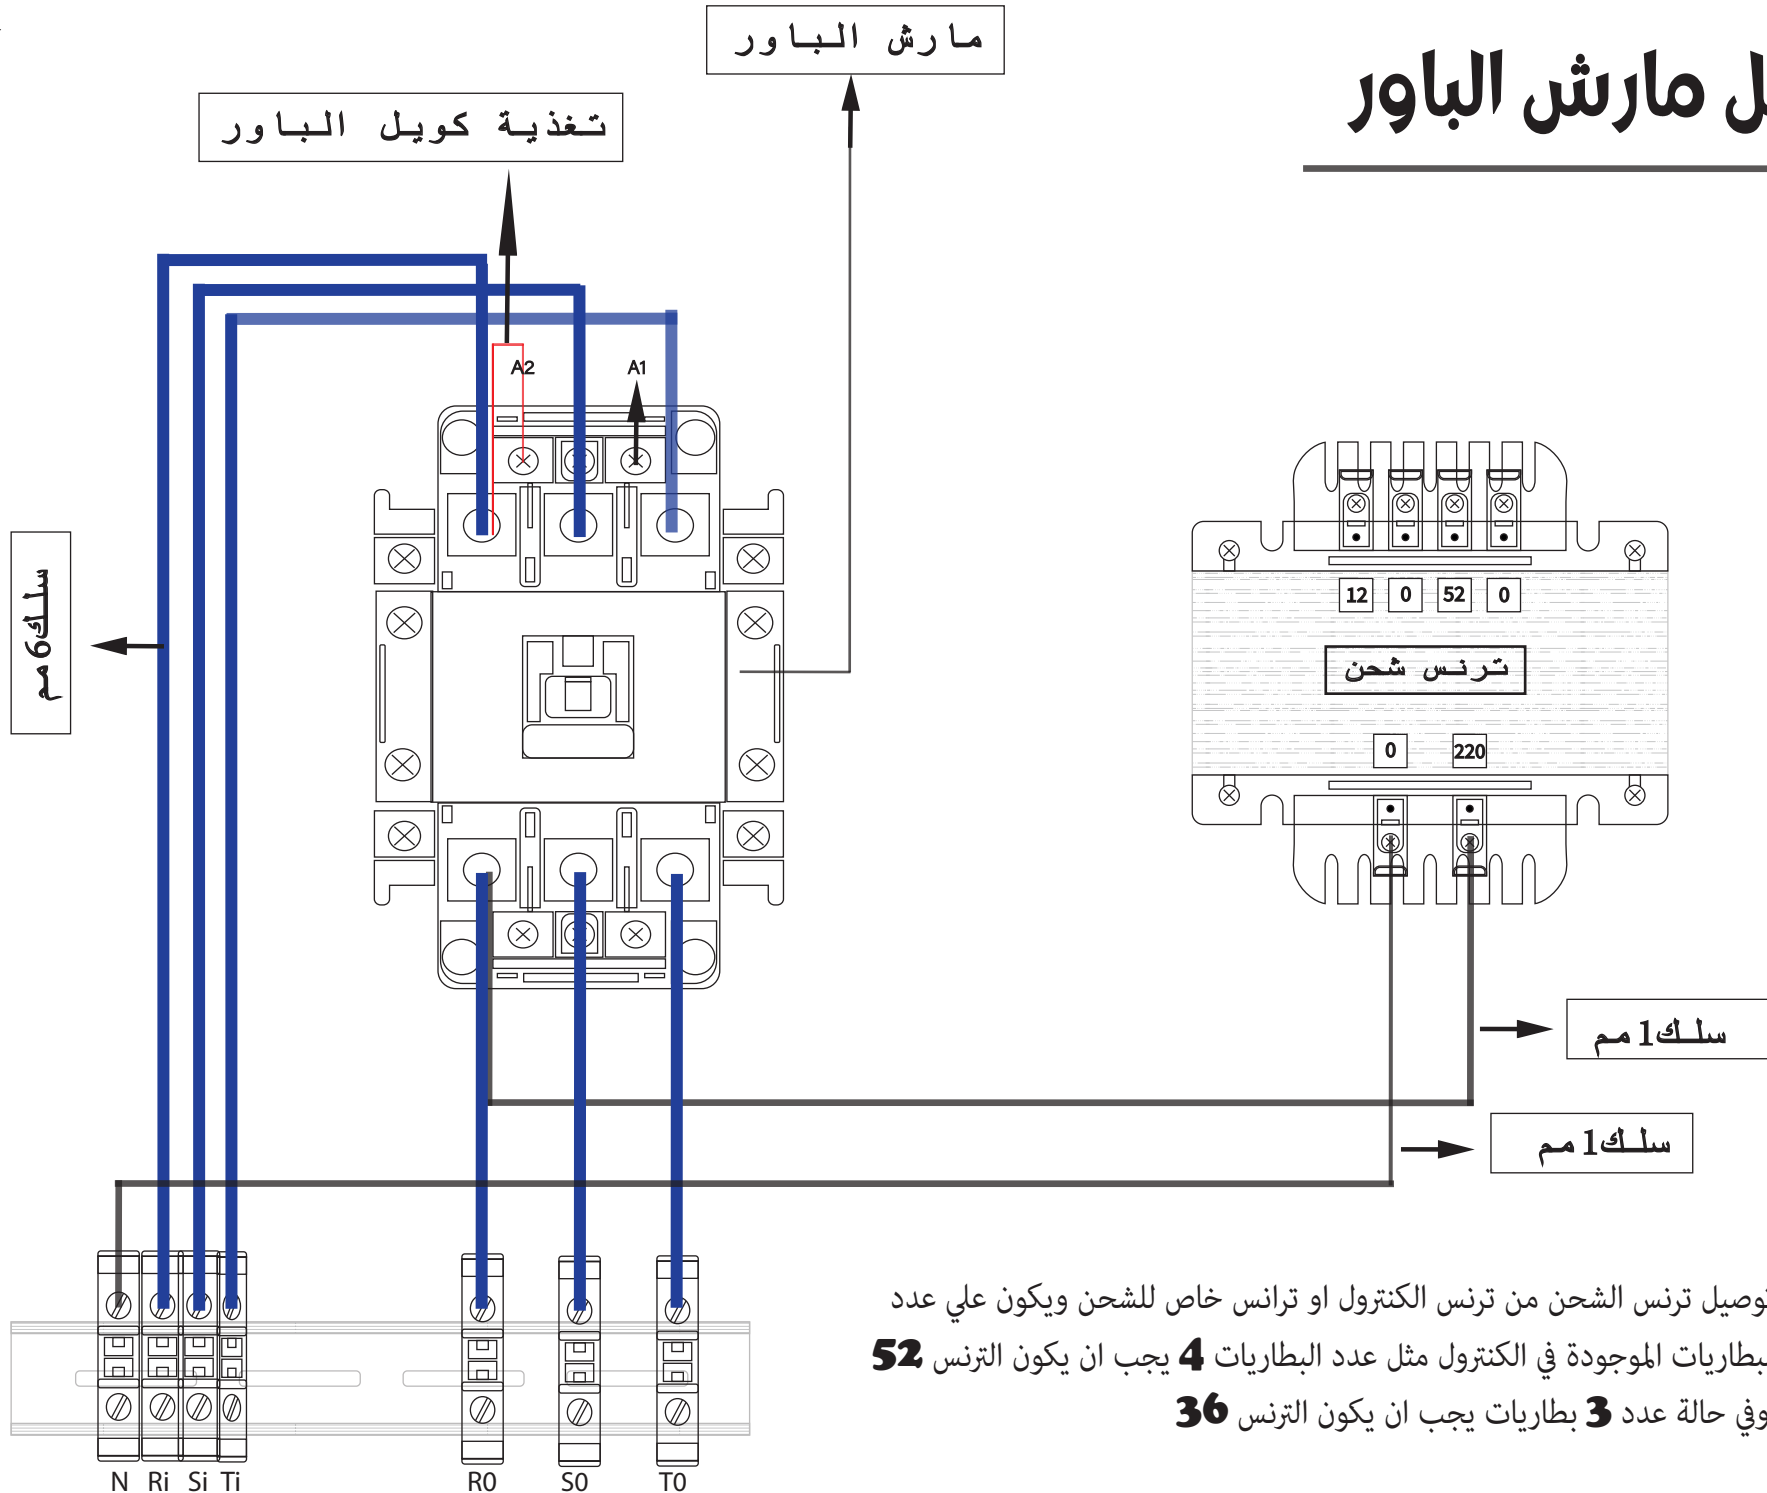 مارش الباور
مارش الباور
تغذية كويل الباور
A2
A1
سلك6مم
12
0
52
0
ترنس شحن
0
220
سلك1مم
سلك1مم
توصيل ترنس الشحن من ترنس الكنترول او ترانس خاص للشحن ويكون علي عدد
البطاريات الموجودة في الكنترول مثل عدد البطاريات 4 يجب ان يكون الترنس 52
وفي حالة عدد 3 بطاريات يجب ان يكون الترنس 36
N
Ri
Si
Ti
R0
S0
T0